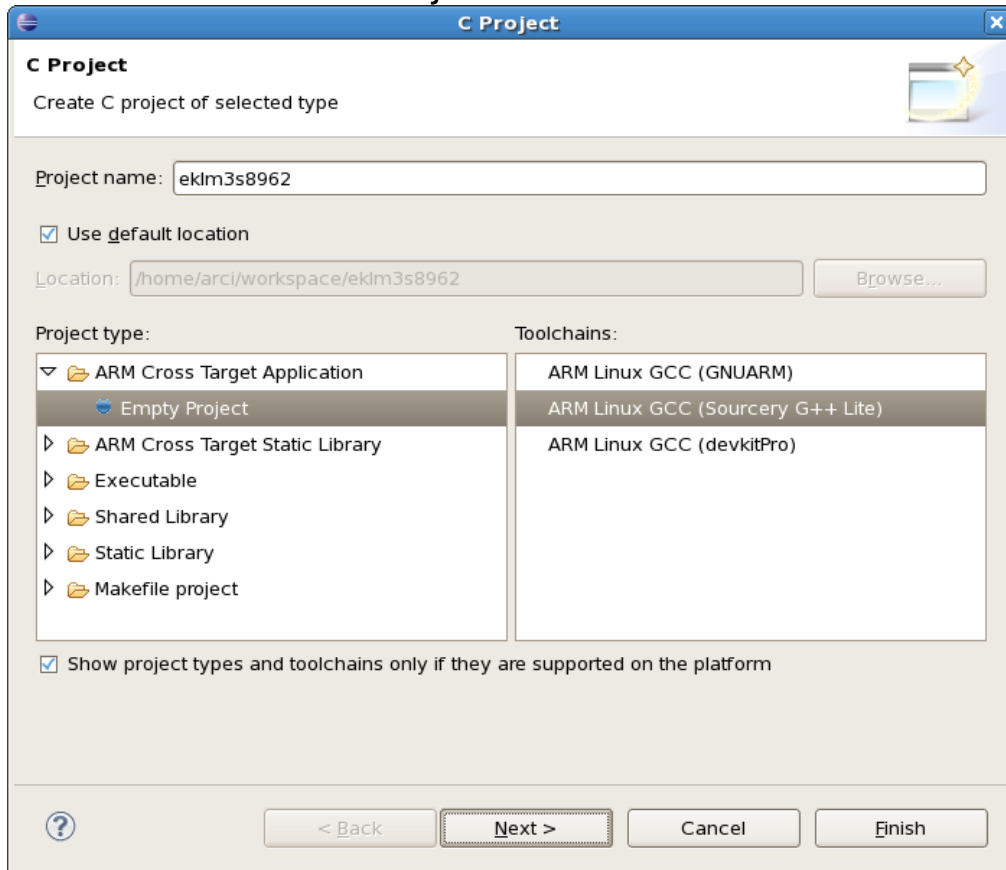 C Project
C Project
Create C project of selected type
Project name: eklm3s8962
Use default location
Location: /home/arci/workspace/eklm3s8962 Browse...
Project type: Toolchains:
ARM Cross Target Application ARM Linux GCC (GNUARM)
Empty Project ARM Linux GCC (Sourcery G++ Lite)
ARM Cross Target Static Library ARM Linux GCC (devkitPro)
Executable
Shared Library
Static Library
Makefile project
Show project types and toolchains only if they are supported on the platform
? < Back Next > Cancel Finish